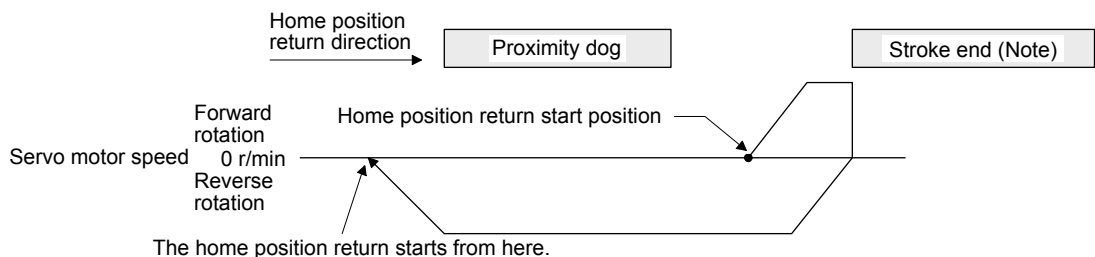 Home position
return direction
Proximity dog
Stroke end (Note)
Forward
rotation
Home position return start position
Servo motor speed
0 r/min
Reverse
rotation
The home position return starts from here.